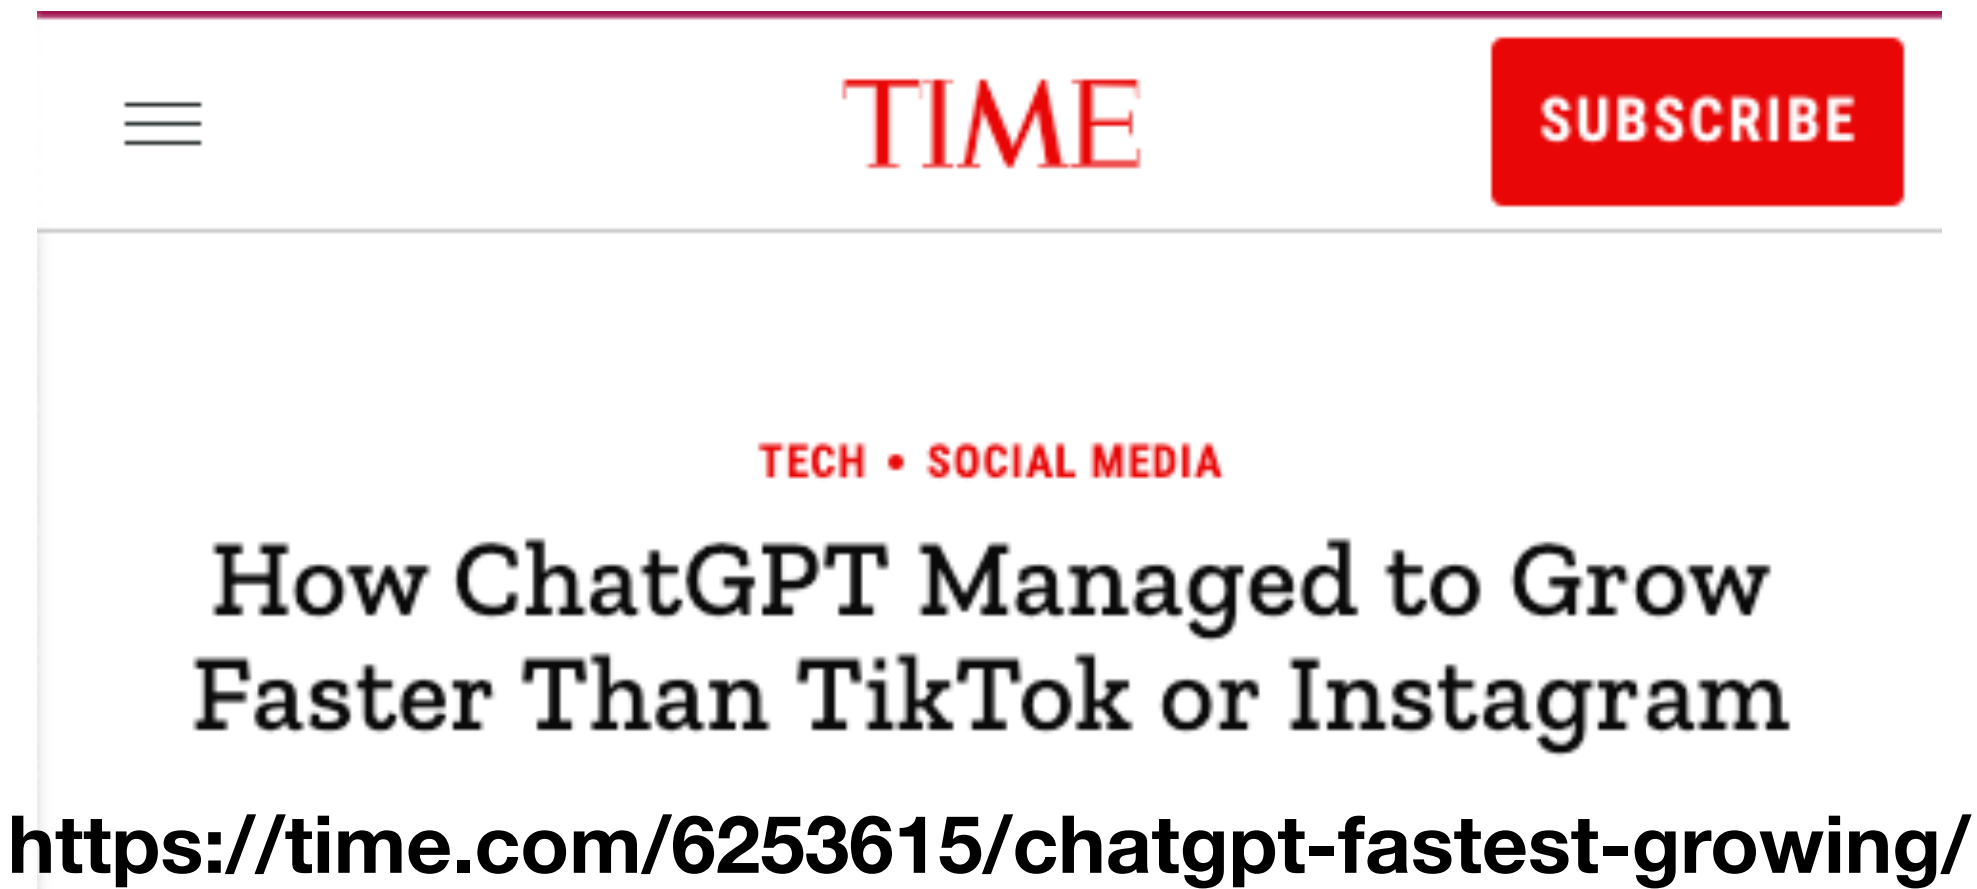 TIME
SUBSCRIBE
TECH • SOCIAL MEDIA
How ChatGPT Managed to Grow
Faster Than TikTok or Instagram
https://time.com/6253615/chatgpt-fastest-growing/